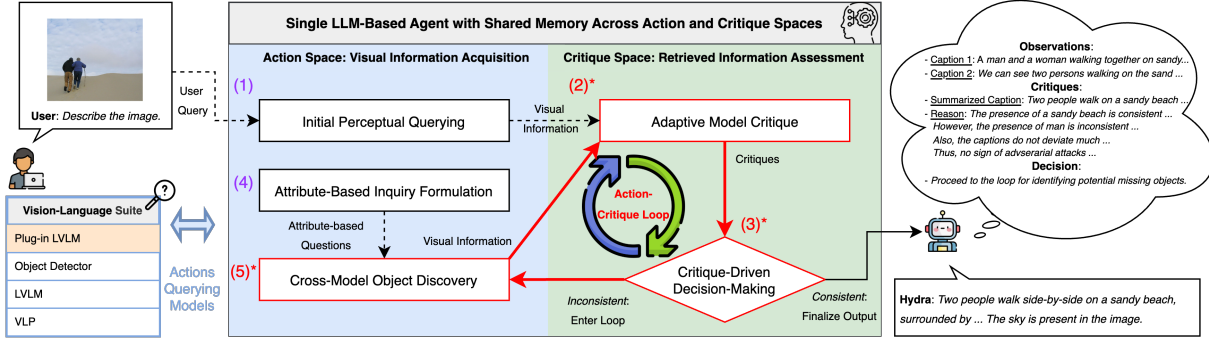 Single LLM-Based Agent with Shared Memory Across Action and Critique Spaces
User: Describe the image.
User
Query
Vision-Language Suite
Plug-in LVLM
Object Detector
LVLM
VLP
Actions
Querying
Models
Action Space: Visual Information Acquisition
Critique Space: Retrieved Information Assessment
(1)
Initial Perceptual Querying
Visual
Information
(2)*
Adaptive Model Critique
Critiques
(4)
Attribute-Based Inquiry Formulation
Attribute-based
Questions
Visual Information
Action-
Critique Loop
(3)*
Critique-Driven
Decision-Making
(5)*
Cross-Model Object Discovery
Inconsistent:
Enter Loop
Consistent:
Finalize Output
Observations:
- Caption 1: A man and a woman walking together on sandy...
- Caption 2: We can see two persons walking on the sand ...
Critiques:
- Summarized Caption: Two people walk on a sandy beach ...
- Reason: The presence of a sandy beach is consistent ...
However, the presence of man is inconsistent ...
Also, the captions do not deviate much ...
Thus, no sign of advserarial attacks ...
Decision:
- Proceed to the loop for identifying potential missing objects.
Hydra: Two people walk side-by-side on a sandy beach,
surrounded by ... The sky is present in the image.